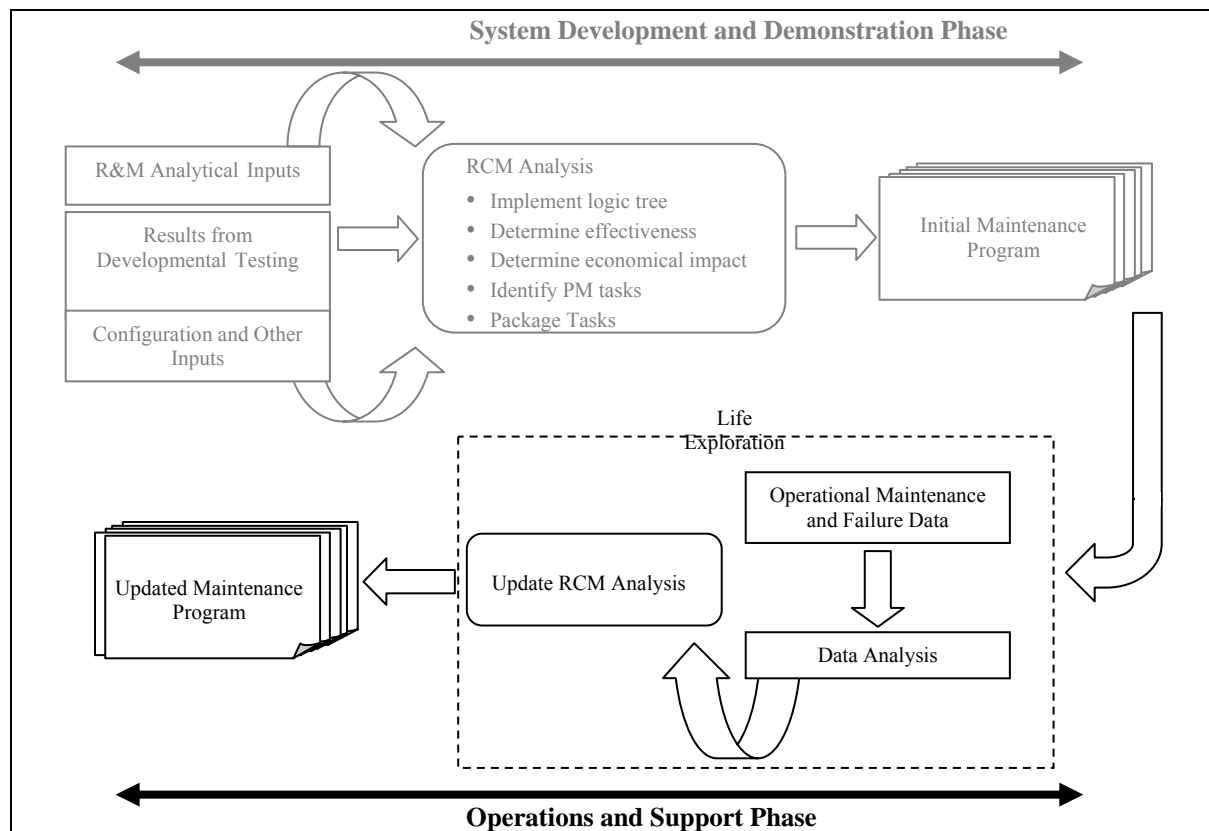 System Development and Demonstration Phase
R&M Analytical Inputs
Results from
Developmental Testing
Configuration and Other
Inputs
RCM Analysis
• Implement logic tree
• Determine effectiveness
• Determine economical impact
• Identify PM tasks
• Package Tasks
Initial Maintenance
Program
Life
Exploration
Operational Maintenance
and Failure Data
Data Analysis
Update RCM Analysis
Updated Maintenance
Program
Operations and Support Phase